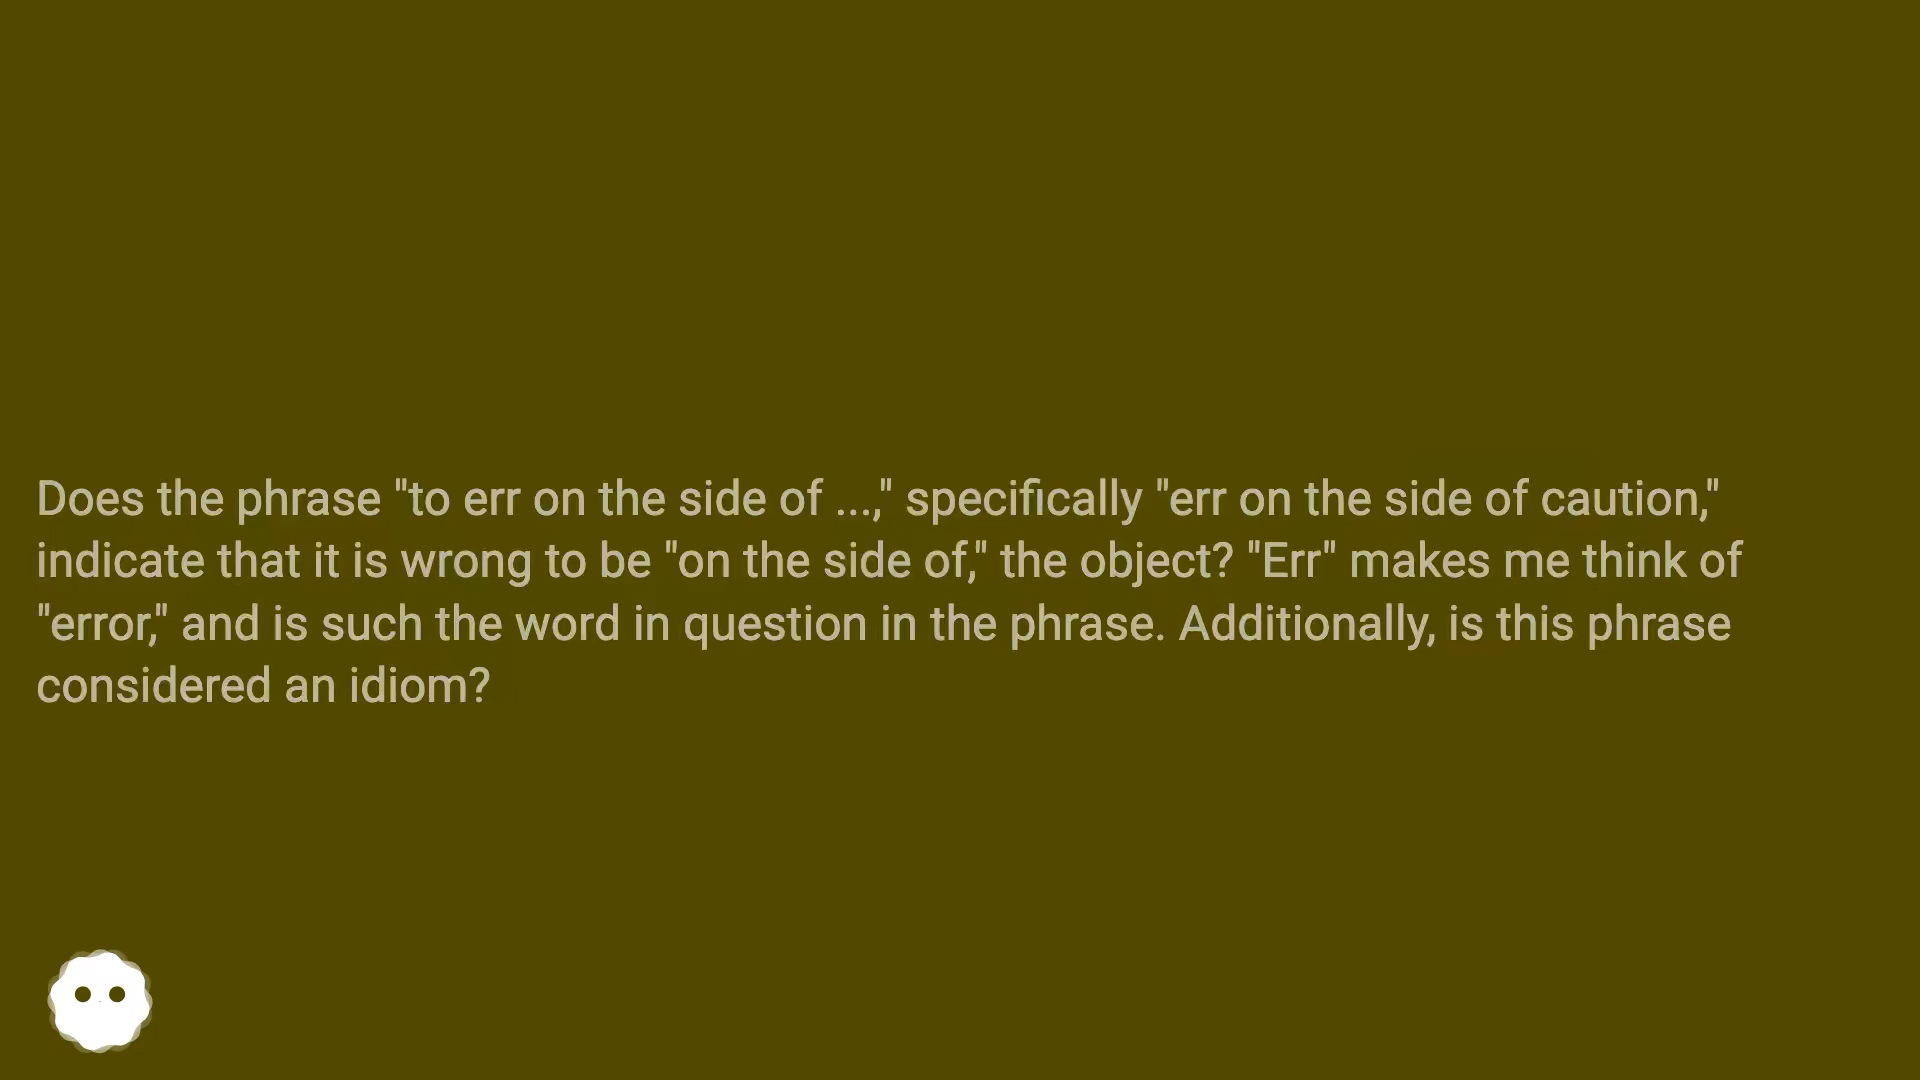 Does the phrase "to err on the side of ...," specifically "err on the side of caution,"
indicate that it is wrong to be "on the side of," the object? "Err" makes me think of
"error," and is such the word in question in the phrase. Additionally, is this phrase
considered an idiom?